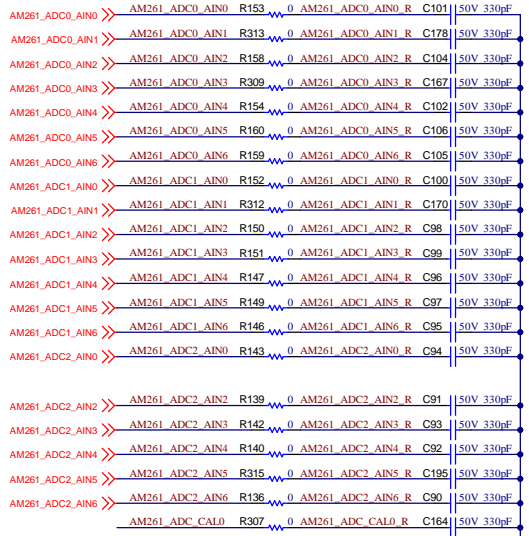 AM261_ADC0_AIN0 AM261_ADC0_AIN0 R153 0 AM261_ADC0_AIN0_R C101 50V 330pF
AM261_ADC0_AIN1 AM261_ADC0_AIN1 R313 0 AM261_ADC0_AIN1_R C178 50V 330pF
AM261_ADC0_AIN2 AM261_ADC0_AIN2 R158 0 AM261_ADC0_AIN2_R C104 50V 330pF
AM261_ADC0_AIN3 AM261_ADC0_AIN3 R309 0 AM261_ADC0_AIN3_R C167 50V 330pF
AM261_ADC0_AIN4 AM261_ADC0_AIN4 R154 0 AM261_ADC0_AIN4_R C102 50V 330pF
AM261_ADC0_AIN5 AM261_ADC0_AIN5 R160 0 AM261_ADC0_AIN5_R C106 50V 330pF
AM261_ADC0_AIN6 AM261_ADC0_AIN6 R159 0 AM261_ADC0_AIN6_R C105 50V 330pF
AM261_ADC1_AIN0 AM261_ADC1_AIN0 R152 0 AM261_ADC1_AIN0_R C100 50V 330pF
AM261_ADC1_AIN1 AM261_ADC1_AIN1 R312 0 AM261_ADC1_AIN1_R C170 50V 330pF
AM261_ADC1_AIN2 AM261_ADC1_AIN2 R150 0 AM261_ADC1_AIN2_R C98 50V 330pF
AM261_ADC1_AIN3 AM261_ADC1_AIN3 R151 0 AM261_ADC1_AIN3_R C99 50V 330pF
AM261_ADC1_AIN4 AM261_ADC1_AIN4 R147 0 AM261_ADC1_AIN4_R C96 50V 330pF
AM261_ADC1_AIN5 AM261_ADC1_AIN5 R149 0 AM261_ADC1_AIN5_R C97 50V 330pF
AM261_ADC1_AIN6 AM261_ADC1_AIN6 R146 0 AM261_ADC1_AIN6_R C95 50V 330pF
AM261_ADC2_AIN0 AM261_ADC2_AIN0 R143 0 AM261_ADC2_AIN0_R C94 50V 330pF
AM261_ADC2_AIN2 AM261_ADC2_AIN2 R139 0 AM261_ADC2_AIN2_R C91 50V 330pF
AM261_ADC2_AIN3 AM261_ADC2_AIN3 R142 0 AM261_ADC2_AIN3_R C93 50V 330pF
AM261_ADC2_AIN4 AM261_ADC2_AIN4 R140 0 AM261_ADC2_AIN4_R C92 50V 330pF
AM261_ADC2_AIN5 AM261_ADC2_AIN5 R315 0 AM261_ADC2_AIN5_R C195 50V 330pF
AM261_ADC2_AIN6 AM261_ADC2_AIN6 R136 0 AM261_ADC2_AIN6_R C90 50V 330pF
AM261_ADC_CAL0 R307 0 AM261_ADC_CAL0_R C164 50V 330pF